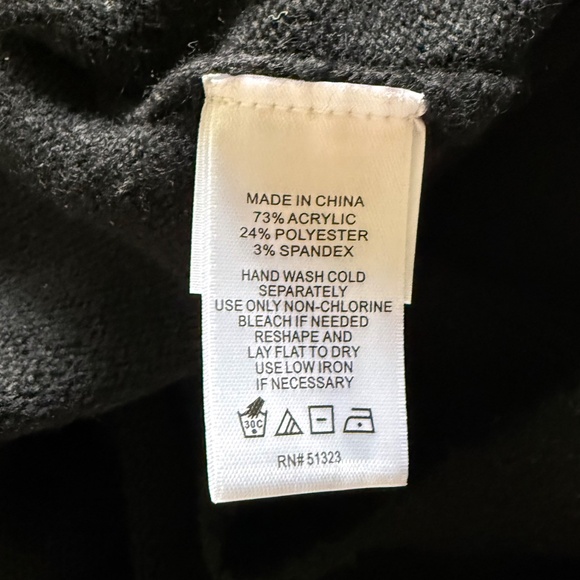 MADE IN CHINA
73% ACRYLIC
24% POLYESTER
3% SPANDEX
HAND WASH COLD
SEPARATELY
USE ONLY NON-CHLORINE
BLEACH IF NEEDED
RESHAPE AND
LAY FLAT TO DRY
USE LOW IRON
IF NECESSARY
30C
RN# 51323